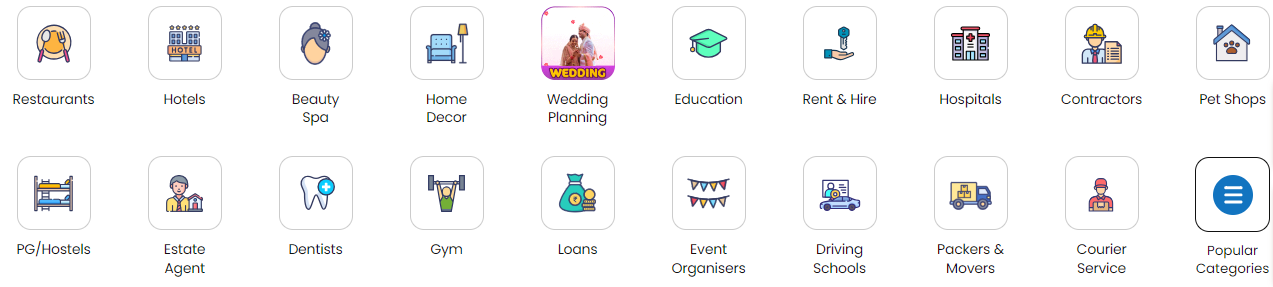 HOTEL
WEDDING
Restaurants
Hotels
Beauty
Spa
Home
Decor
Wedding
Planning
Education
Rent & Hire
Hospitals
Contractors
Pet Shops
₹
PG/Hostels
Estate
Agent
Dentists
Gym
Loans
Event
Organisers
Driving
Schools
Packers &
Movers
Courier
Service
Popular
Categories